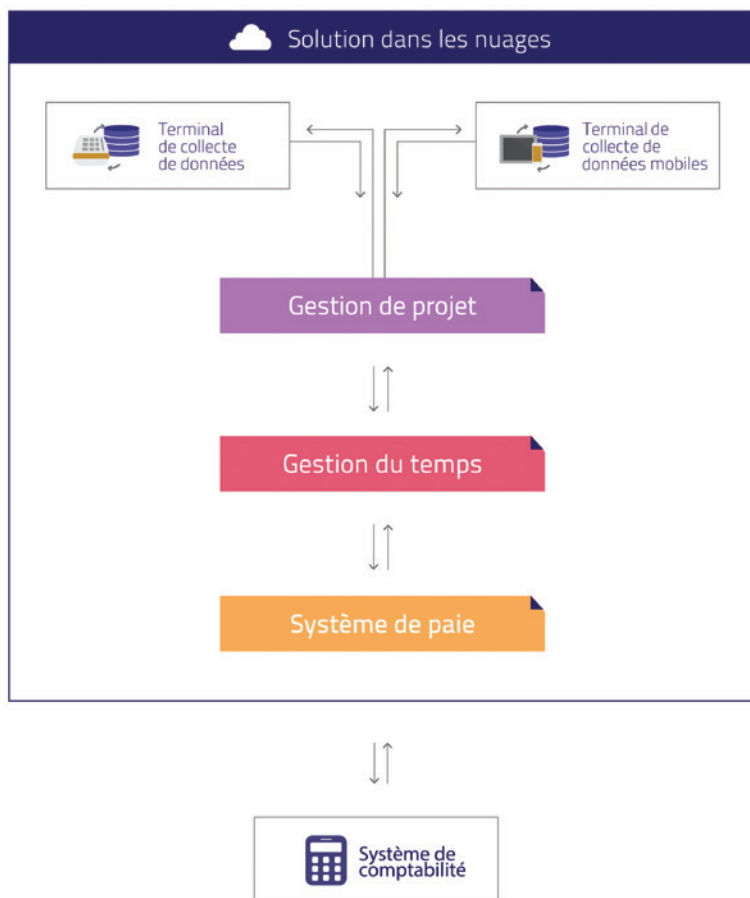 Solution dans les nuages
Terminal
de collecte
de données
Terminal de
collecte de
données mobiles
Gestion de projet
Gestion du temps
Système de paie
Système de
comptabilité